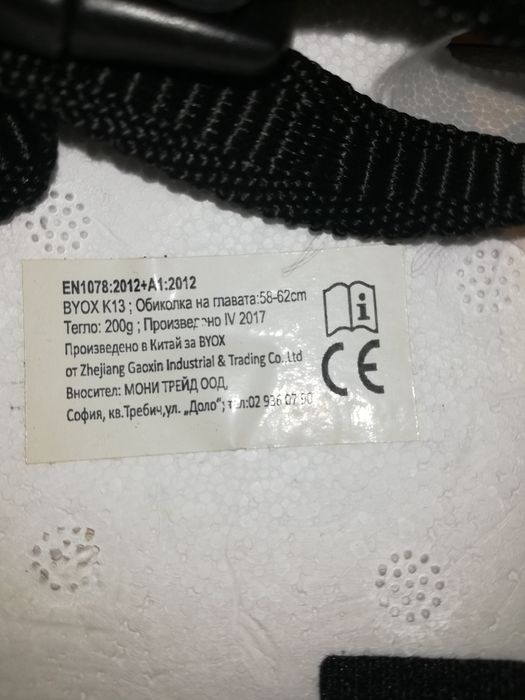 EN1078:2012+A1:2012
BYOX K13 ; Обиколка на главата:58-62cm
Тегло: 200g ; Произведено IV 2017
Произведено в Китай за BYOX
от Zhejiang Gaoxin Industrial & Trading Co.,Ltd
Вносител: МОНИ ТРЕЙД ООД,
София, кв.Требич,ул. „Доло“; тел:02 936 07 90
i
CE